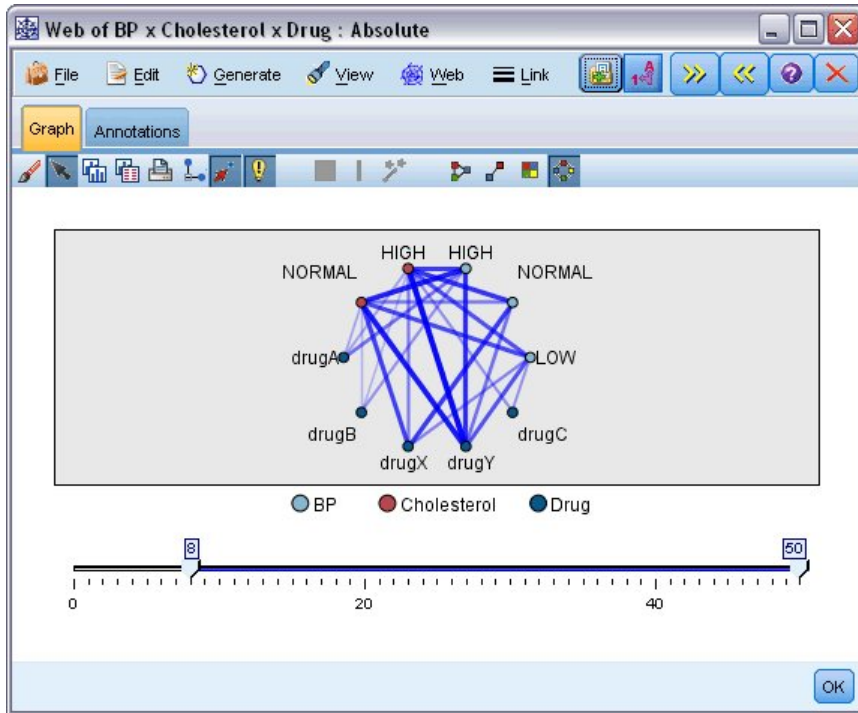 Web of BP x Cholesterol x Drug : Absolute
File Edit Generate View Web Link
Graph Annotations
HIGH HIGH
NORMAL NORMAL
drugA LOW
drugB drugC
drugX drugY
BP Cholesterol Drug
8 50
0 20 40
OK